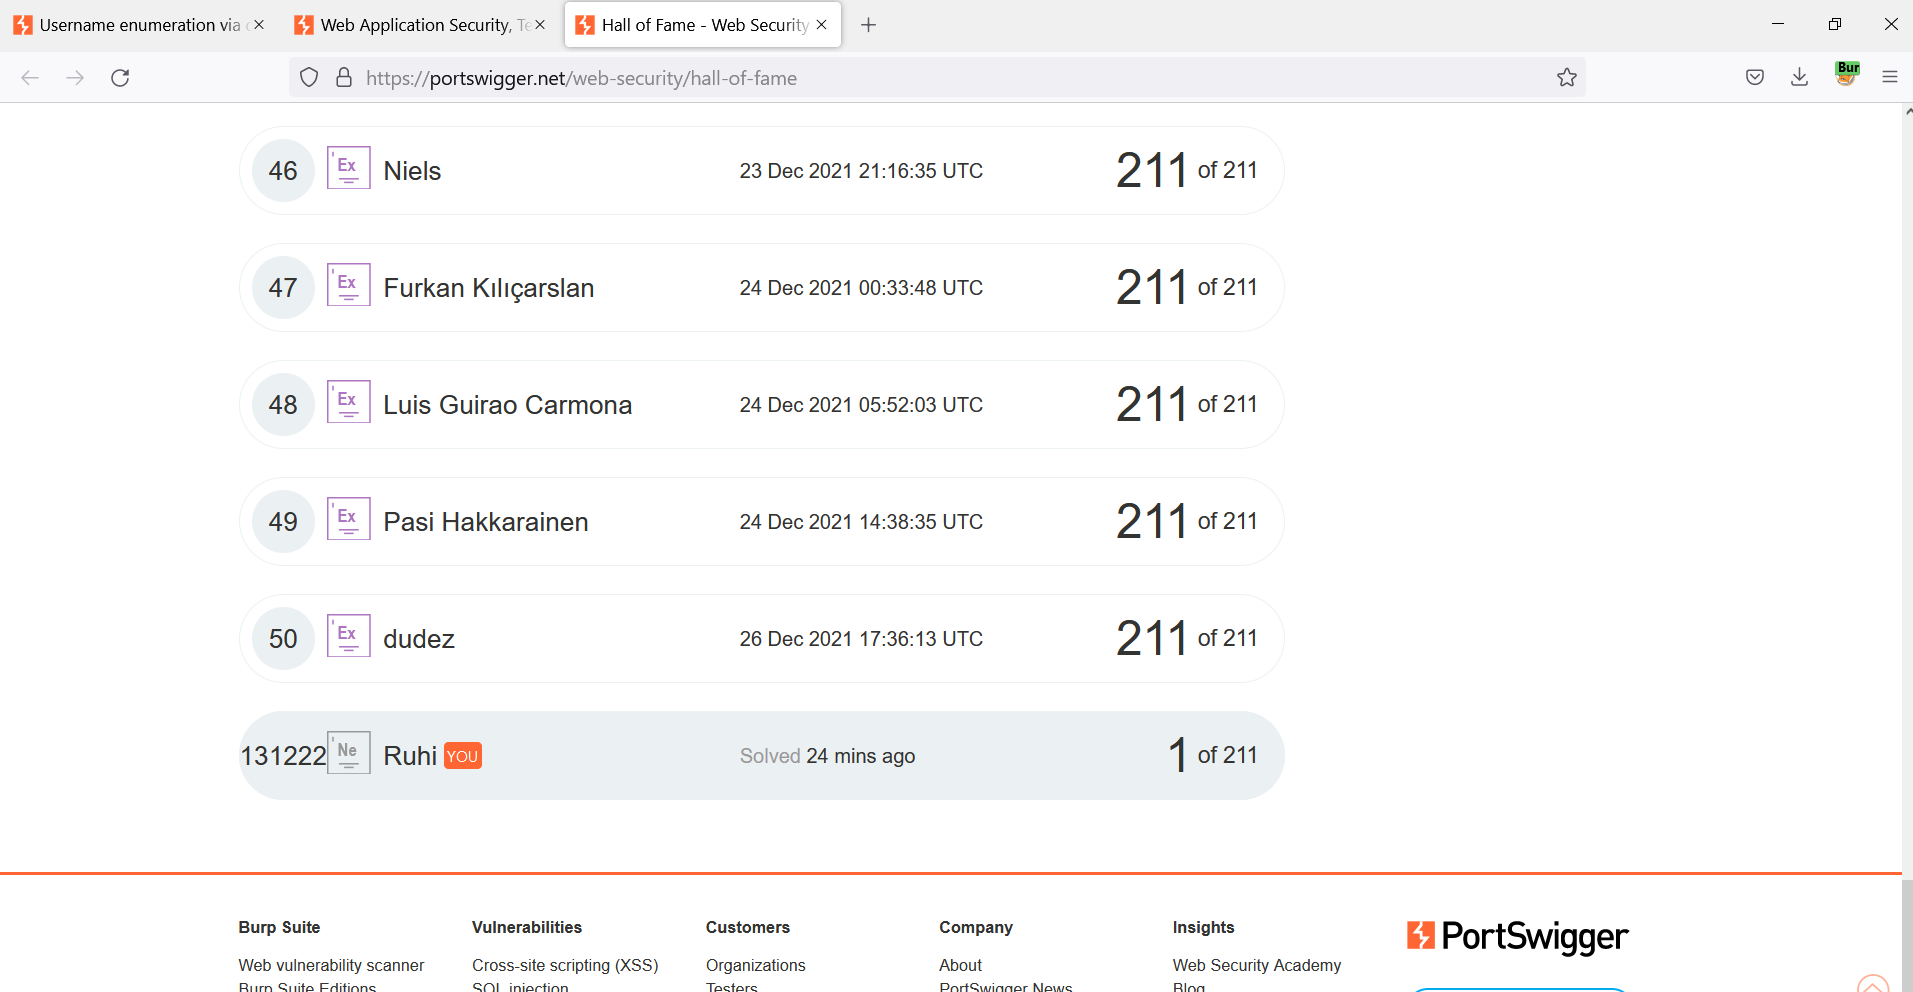 Username enumeration via
Web Application Security, Te
Hall of Fame - Web Security
https://portswigger.net/web-security/hall-of-fame
Bur
46 Ex Niels 23 Dec 2021 21:16:35 UTC 211 of 211
47 Ex Furkan Kılıçarslan 24 Dec 2021 00:33:48 UTC 211 of 211
48 Ex Luis Guirao Carmona 24 Dec 2021 05:52:03 UTC 211 of 211
49 Ex Pasi Hakkarainen 24 Dec 2021 14:38:35 UTC 211 of 211
50 Ex dudez 26 Dec 2021 17:36:13 UTC 211 of 211
131222 Ne Ruhi YOU Solved 24 mins ago 1 of 211
Burp Suite Vulnerabilities Customers Company Insights PortSwigger
Web vulnerability scanner Cross-site scripting (XSS) Organizations About Web Security Academy
Burp Suite Editions SQL injection Testers PortSwigger News Blog